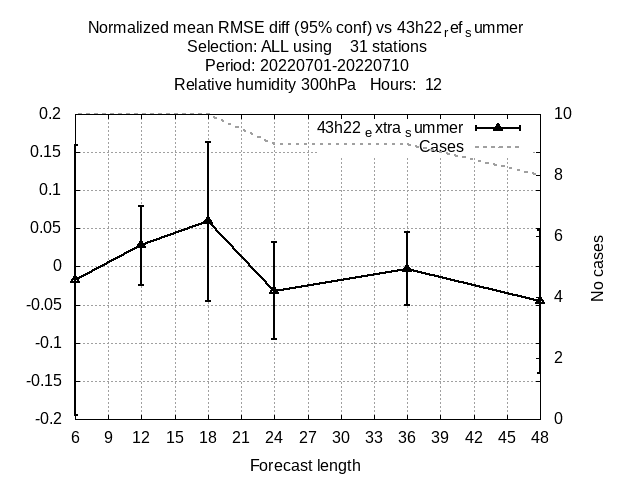 Normalized mean RMSE diff (95% conf) vs 43h22refsummer
Selection: ALL using 31 stations
Period: 20220701-20220710
Relative humidity 300hPa Hours: 12
43h22extrasummer
Cases
0.2
0.15
0.1
0.05
0
-0.05
-0.1
-0.15
-0.2
10
8
6
4
2
0
No cases
6 9 12 15 18 21 24 27 30 33 36 39 42 45 48
Forecast length